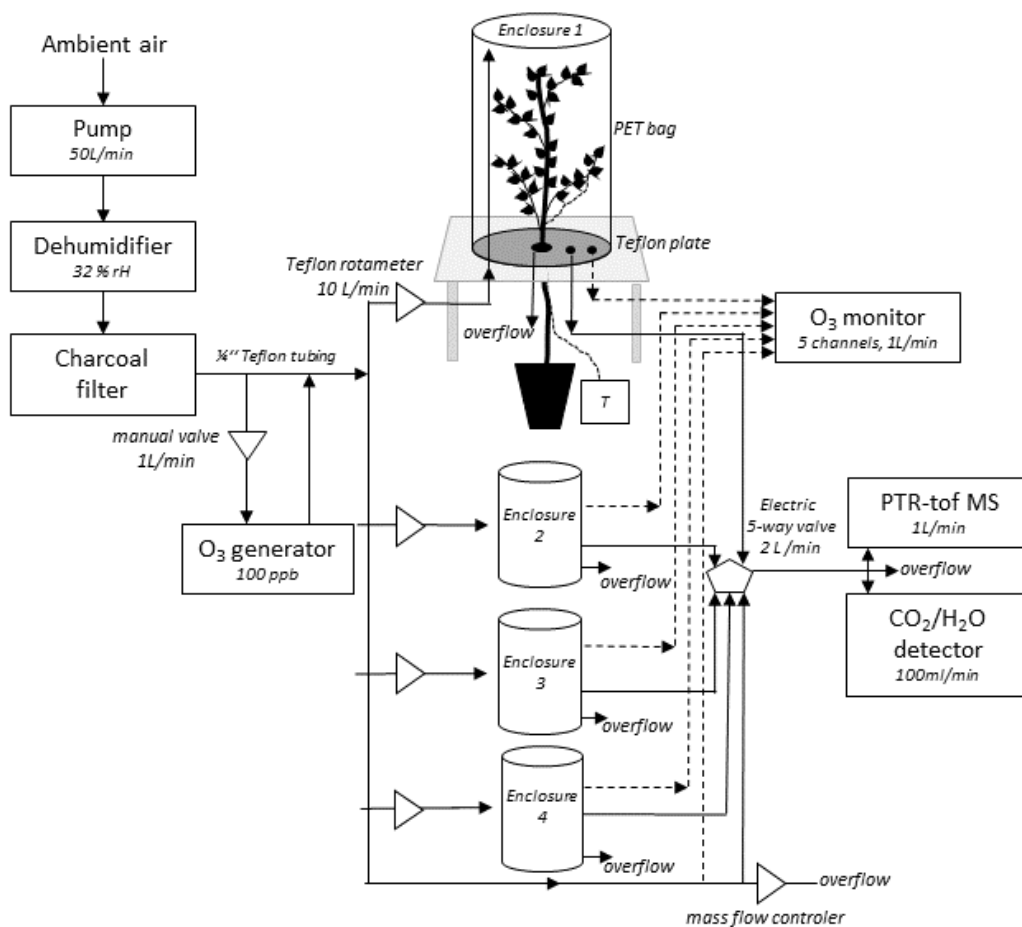 Ambient air
Pump
50L/min
Dehumidifier
32 % rH
Charcoal
filter
¼‘‘ Teflon tubing
manual valve
1L/min
O₃ generator
100 ppb
Enclosure 1
PET bag
Teflon plate
Teflon rotameter
10 L/min
overflow
T
O₃ monitor
5 channels, 1L/min
Enclosure
2
overflow
Enclosure
3
overflow
Enclosure
4
overflow
Electric
5-way valve
2 L /min
PTR-tof MS
1L/min
overflow
CO₂/H₂O
detector
100ml/min
overflow
mass flow controler